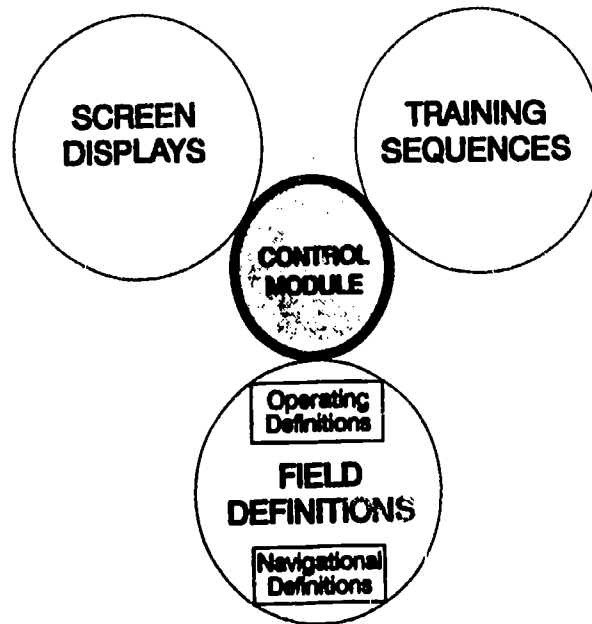 SCREEN
DISPLAYS
TRAINING
SEQUENCES
CONTROL
MODULE
Operating
Definitions
FIELD
DEFINITIONS
Navigational
Definitions